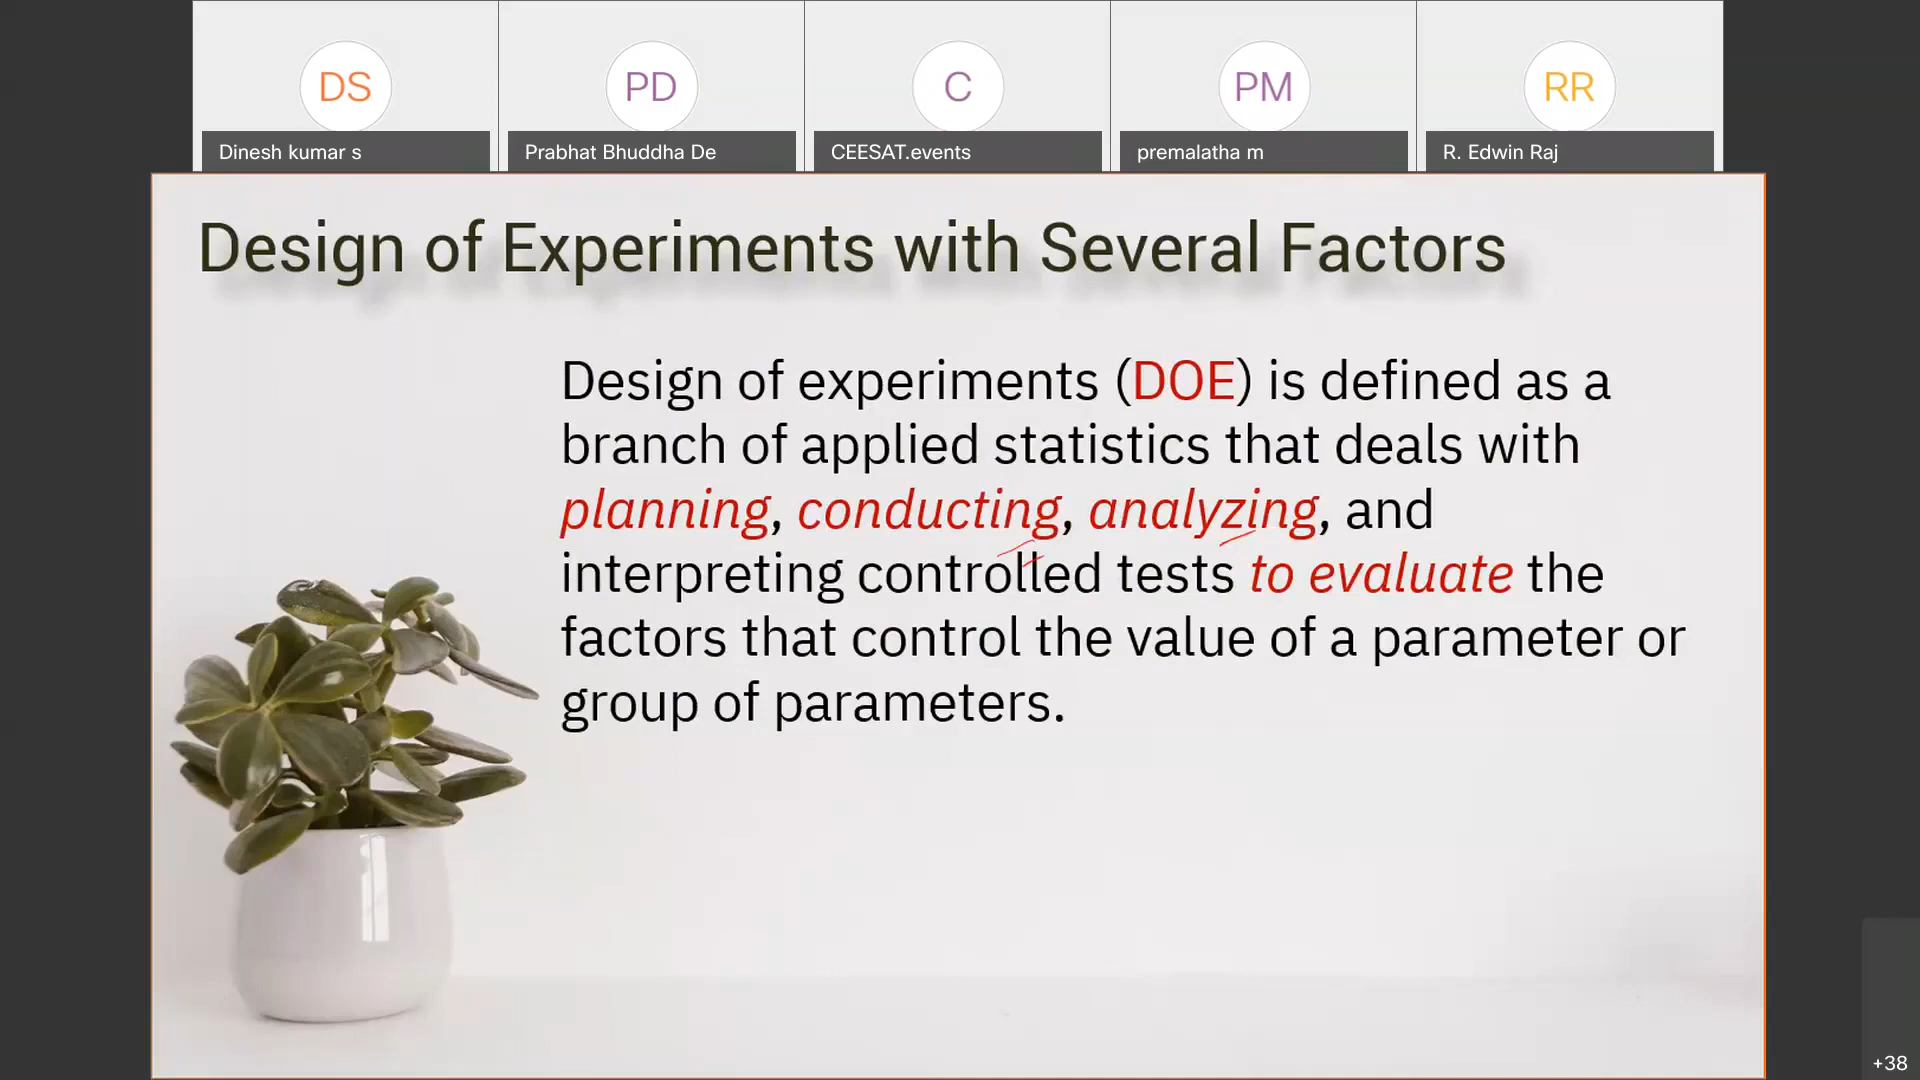 DS
PD
C
PM
RR
Dinesh kumar s
Prabhat Bhuddha De
CEESAT.events
premalatha m
R. Edwin Raj
Design of Experiments with Several Factors
Design of experiments (DOE) is defined as a
branch of applied statistics that deals with
planning, conducting, analyzing, and
interpreting controlled tests to evaluate the
factors that control the value of a parameter or
group of parameters.
+38